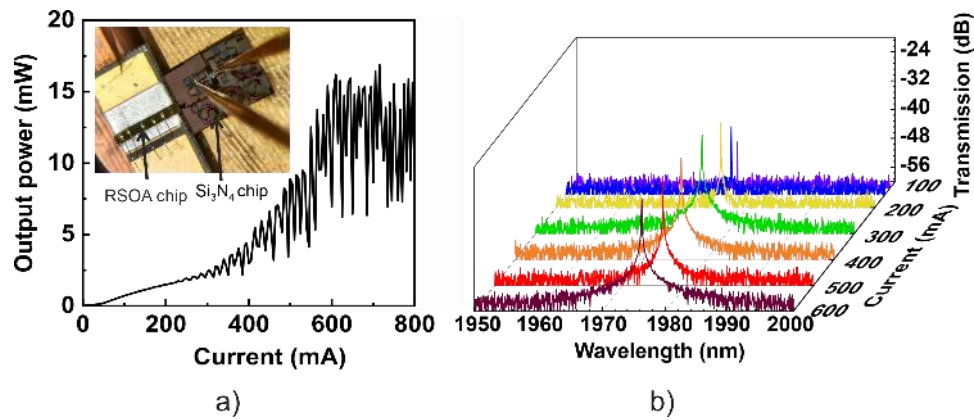 20
15
10
5
0
Output power (mW)
RSOA chip
Si₃N₄ chip
0 200 400 600 800
Current (mA)
a)
-24
-32
-40
-48
-56
Transmission (dB)
100
200
300
400
500
600
Current (mA)
1950 1960 1970 1980 1990 2000
Wavelength (nm)
b)